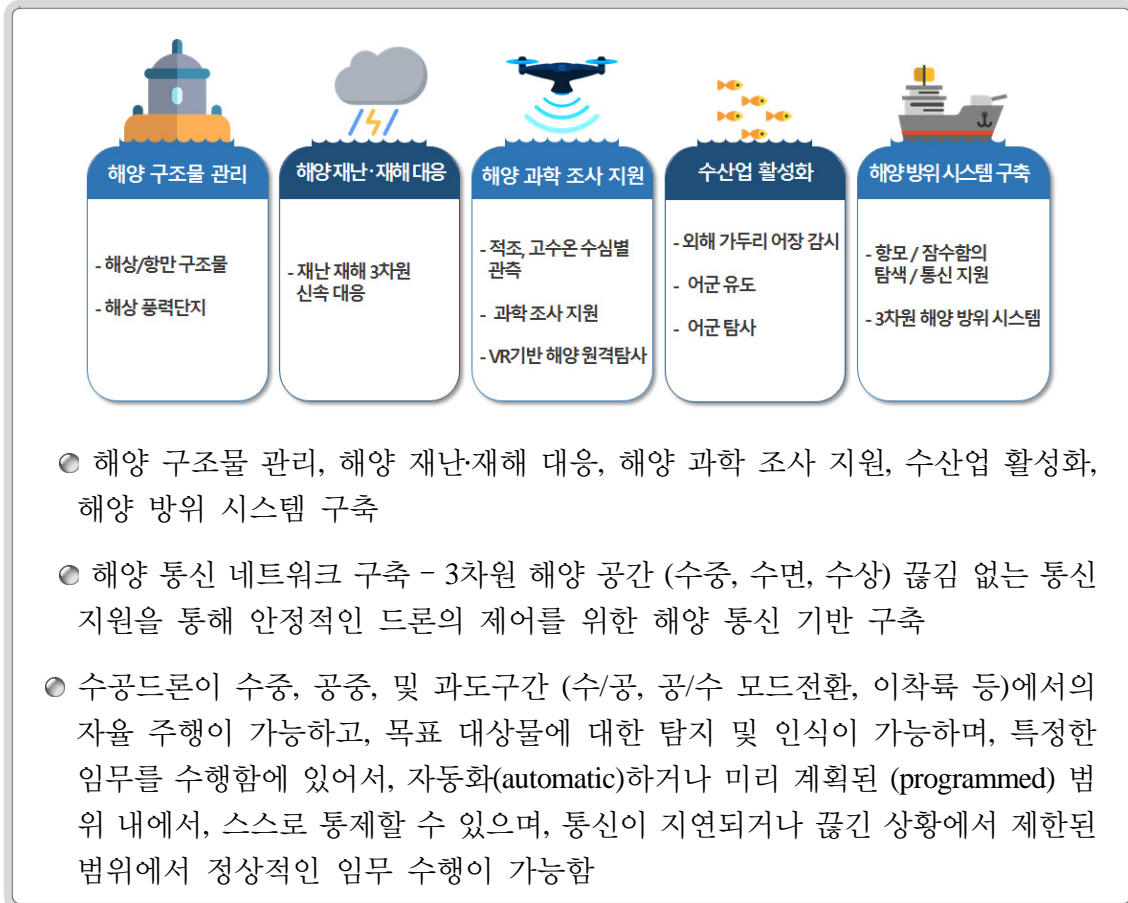 해양 구조물 관리
- 해상/항만 구조물
- 해상 풍력단지
해양 재난·재해 대응
- 재난 재해 3차원
신속 대응
해양 과학 조사 지원
- 적조, 고수온 수심별
관측
- 과학 조사 지원
- VR기반 해양 원격탐사
수산업 활성화
- 외해 가두리 어장 감시
- 어군 유도
- 어군 탐사
해양 방위 시스템 구축
- 항모 / 잠수함의
탐색 / 통신 지원
- 3차원 해양 방위 시스템
해양 구조물 관리, 해양 재난·재해 대응, 해양 과학 조사 지원, 수산업 활성화,
해양 방위 시스템 구축
해양 통신 네트워크 구축 – 3차원 해양 공간 (수중, 수면, 수상) 끊김 없는 통신
지원을 통해 안정적인 드론의 제어를 위한 해양 통신 기반 구축
수공드론이 수중, 공중, 및 과도구간 (수/공, 공/수 모드전환, 이착륙 등)에서의
자율 주행이 가능하고, 목표 대상물에 대한 탐지 및 인식이 가능하며, 특정한
임무를 수행함에 있어서, 자동화(automatic)하거나 미리 계획된 (programmed) 범
위 내에서, 스스로 통제할 수 있으며, 통신이 지연되거나 끊긴 상황에서 제한된
범위에서 정상적인 임무 수행이 가능함